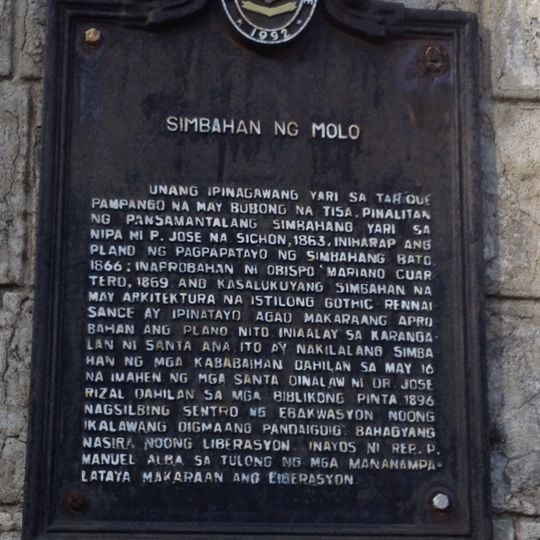 1992
SIMBAHAN NG MOLO
UNANG IPINAGAWANG YARI SA TABIQUE
PAMPANGO NA MAY BUBONG NA TISA. PINALITAN
NG PANSAMANTALANG SIMBAHANG YARI SA
NIPA NI P. JOSE NA SICHON, 1863. INIHARAP ANG
PLANO NG PAGPAPATAYO NG SIMBAHANG BATO,
1866; INAPROBAHAN NI OBISPO MARIANO CUAR
TERO, 1869. ANG KASALUKUYANG SIMBAHAN NA
MAY ARKITEKTURA NA ISTILONG GOTHIC-RENNAI
SANCE AY IPINATAYO AGAD MAKARAANG APRO
BAHAN ANG PLANO NITO. INIAALAY SA KARANGA-
LAN NI SANTA ANA. ITO AY NAKILALANG SIMBA
HAN NG MGA KABABAIHAN DAHILAN SA MAY 16
NA IMAHEN NG MGA SANTA. DINALAW NI DR. JOSE
RIZAL DAHILAN SA MGA BIBLIKONG PINTA, 1896.
NAGSILBING SENTRO NG EBAKWASYON NOONG
IKALAWANG DIGMAANG PANDAIGDIG. BAHAGYANG
NASIRA NOONG LIBERASYON. INAYOS NI REB. P.
MANUEL ALBA SA TULONG NG MGA MANANAMPA-
LATAYA MAKARAAN ANG LIBERASYON.